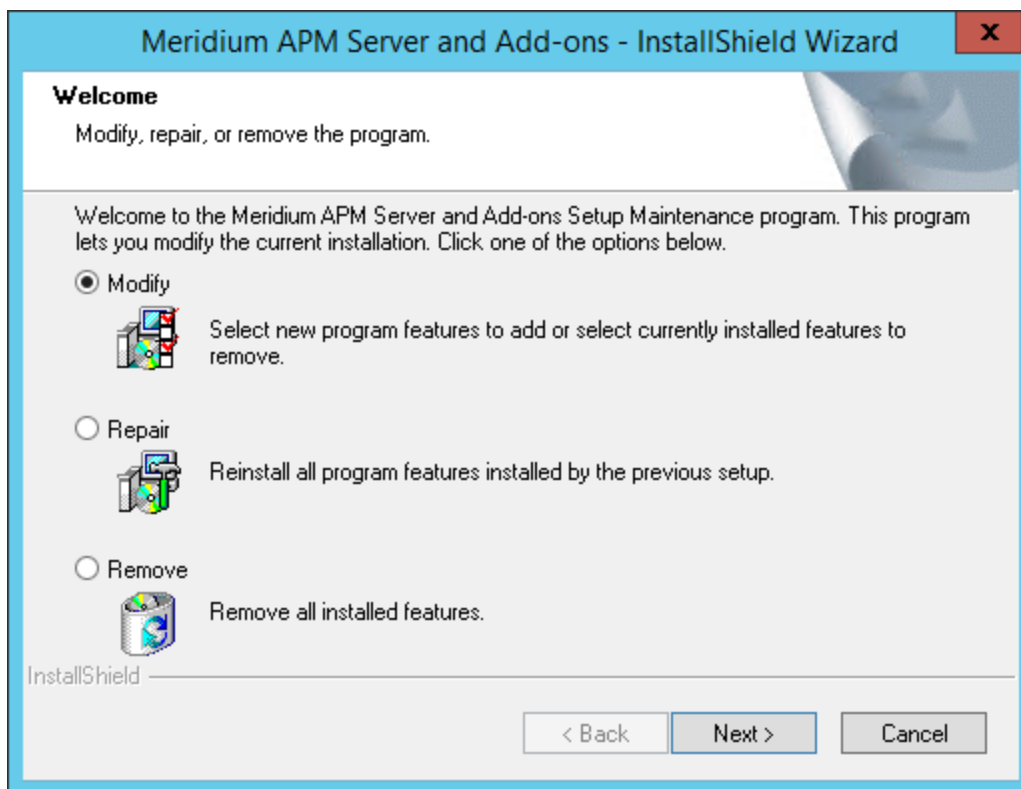 Meridium APM Server and Add-ons - InstallShield Wizard
x
Welcome
Modify, repair, or remove the program.
Welcome to the Meridium APM Server and Add-ons Setup Maintenance program. This program
lets you modify the current installation. Click one of the options below.
Modify
Select new program features to add or select currently installed features to
remove.
Repair
Reinstall all program features installed by the previous setup.
Remove
Remove all installed features.
InstallShield
< Back Next > Cancel